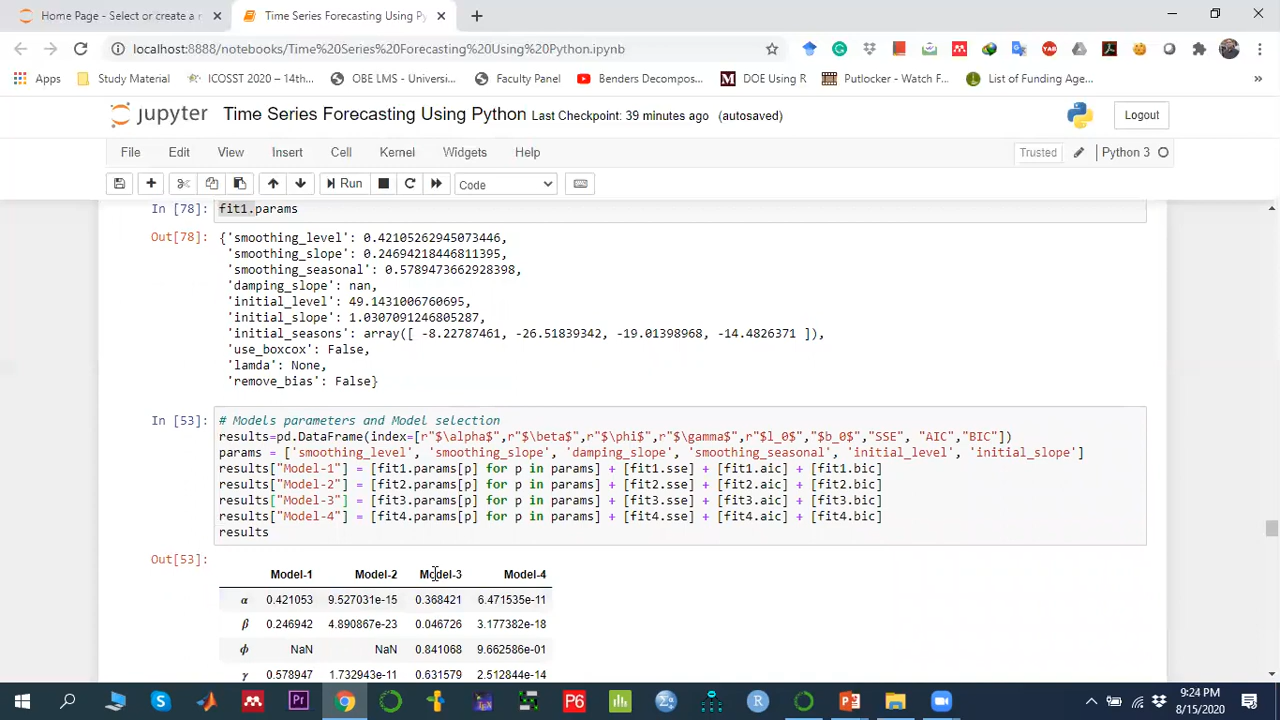 Home Page - Select or create a n
Time Series Forecasting Using Py
localhost:8888/notebooks/Time%20Series%20Forecasting%20Using%20Python.ipynb
Apps
Study Material
ICOSST 2020 – 14th...
OBE LMS - Universi...
Faculty Panel
Benders Decompos...
DOE Using R
Putlocker - Watch F...
List of Funding Age...
»
jupyter Time Series Forecasting Using Python Last Checkpoint: 39 minutes ago (autosaved)
Logout
File Edit View Insert Cell Kernel Widgets Help
Trusted
Python 3
Run
Code
In [78]: fit1.params
Out[78]: {'smoothing_level': 0.42105262945073446,
'smoothing_slope': 0.24694218446811395,
'smoothing_seasonal': 0.5789473662928398,
'damping_slope': nan,
'initial_level': 49.1431006760695,
'initial_slope': 1.0307091246805287,
'initial_seasons': array([ -8.22787461, -26.51839342, -19.01398968, -14.4826371 ]),
'use_boxcox': False,
'lamda': None,
'remove_bias': False}
In [53]: # Models parameters and Model selection
results=pd.DataFrame(index=[r"$\alpha$",r"$\beta$",r"$\phi$",r"$\gamma$",r"$l_0$","$b_0$","SSE", "AIC","BIC"])
params = ['smoothing_level', 'smoothing_slope', 'damping_slope', 'smoothing_seasonal', 'initial_level', 'initial_slope']
results["Model-1"] = [fit1.params[p] for p in params] + [fit1.sse] + [fit1.aic] + [fit1.bic]
results["Model-2"] = [fit2.params[p] for p in params] + [fit2.sse] + [fit2.aic] + [fit2.bic]
results["Model-3"] = [fit3.params[p] for p in params] + [fit3.sse] + [fit3.aic] + [fit3.bic]
results["Model-4"] = [fit4.params[p] for p in params] + [fit4.sse] + [fit4.aic] + [fit4.bic]
results
Out[53]:
Model-1 Model-2 Model-3 Model-4
α 0.421053 9.527031e-15 0.368421 6.471535e-11
β 0.246942 4.890867e-23 0.046726 3.177382e-18
ϕ NaN NaN 0.841068 9.662586e-01
γ 0.578947 1.732943e-11 0.631579 2.512844e-14
Pr
P6
R
9:24 PM
8/15/2020